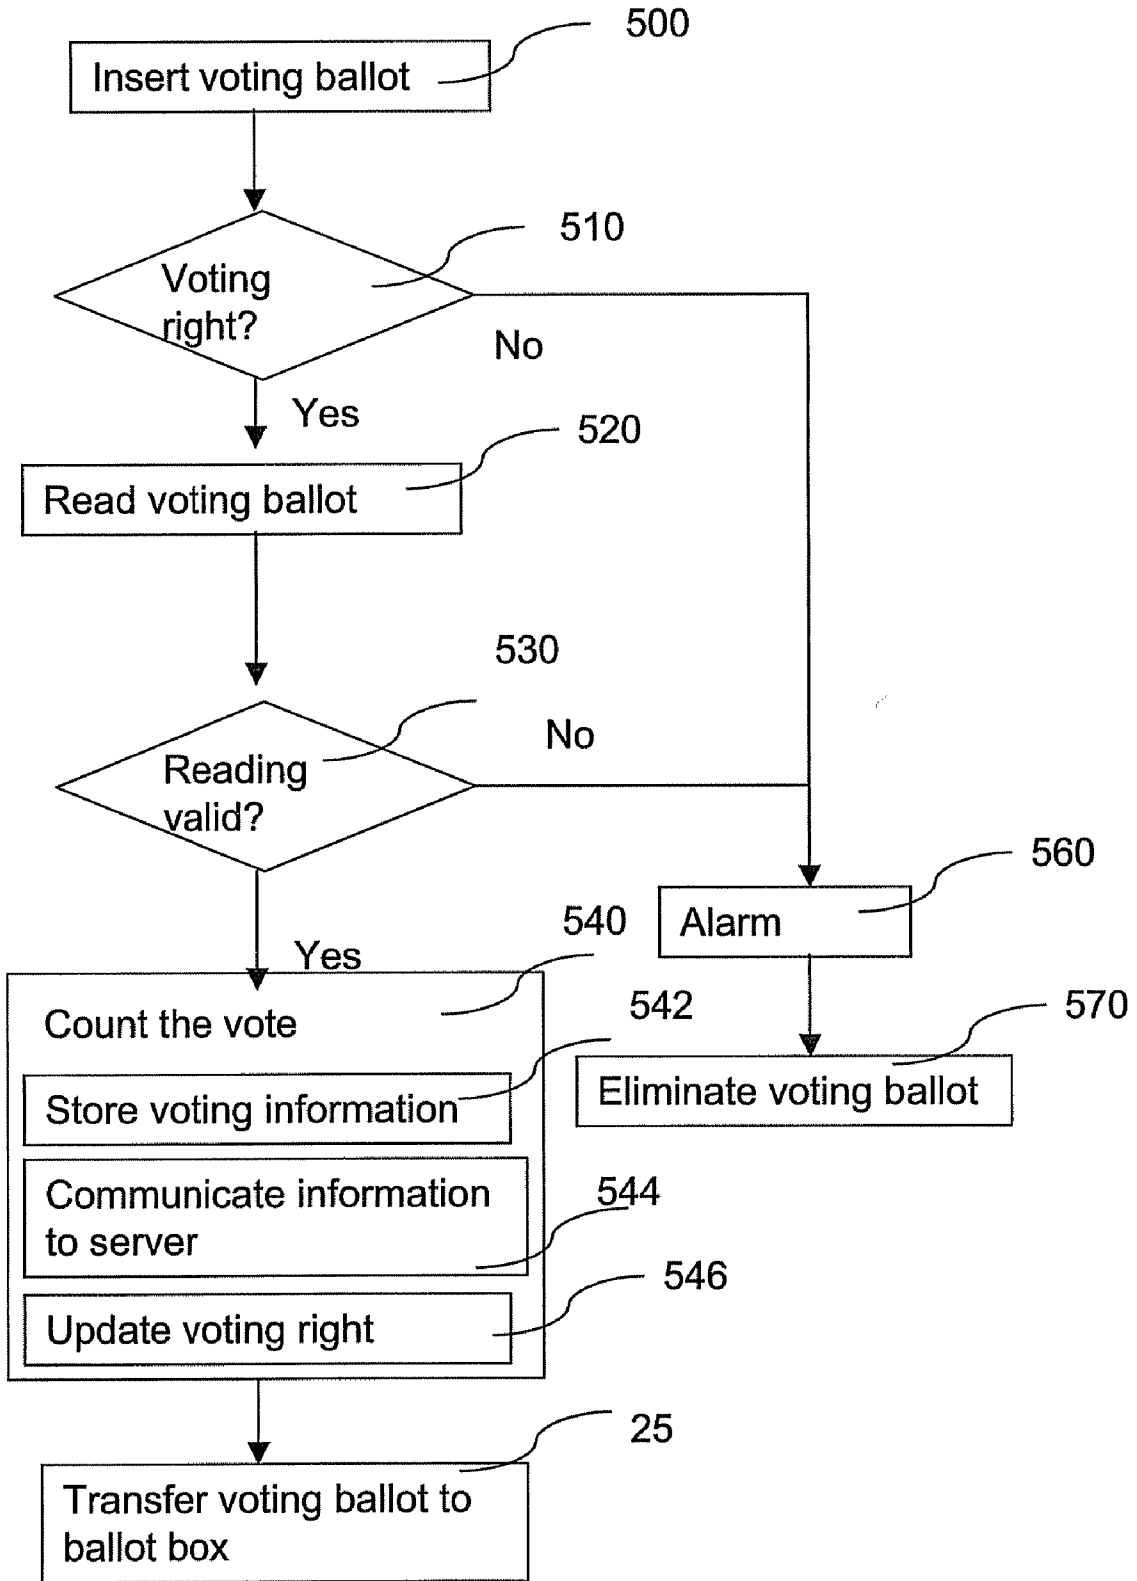 500
Insert voting ballot
510
Voting
right?
No
Yes
520
Read voting ballot
530
No
Reading
valid?
560
Alarm
540
Yes
Count the vote
542
570
Eliminate voting ballot
Store voting information
544
Communicate information
to server
546
Update voting right
25
Transfer voting ballot to
ballot box